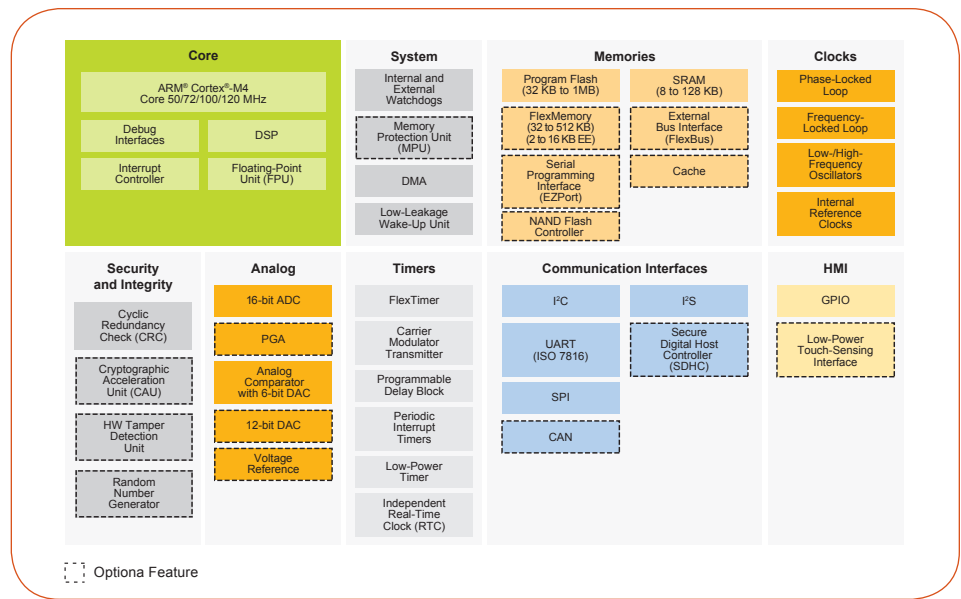 Core
ARM® Cortex®-M4
Core 50/72/100/120 MHz
Debug
Interfaces
DSP
Interrupt
Controller
Floating-Point
Unit (FPU)
System
Internal and
External
Watchdogs
Memory
Protection Unit
(MPU)
DMA
Low-Leakage
Wake-Up Unit
Memories
Program Flash
(32 KB to 1MB)
SRAM
(8 to 128 KB)
FlexMemory
(32 to 512 KB)
(2 to 16 KB EE)
External
Bus Interface
(FlexBus)
Serial
Programming
Interface
(EZPort)
Cache
NAND Flash
Controller
Clocks
Phase-Locked
Loop
Frequency-
Locked Loop
Low-/High-
Frequency
Oscillators
Internal
Reference
Clocks
Security
and Integrity
Cyclic
Redundancy
Check (CRC)
Cryptographic
Acceleration
Unit (CAU)
HW Tamper
Detection
Unit
Random
Number
Generator
Analog
16-bit ADC
PGA
Analog
Comparator
with 6-bit DAC
12-bit DAC
Voltage
Reference
Timers
FlexTimer
Carrier
Modulator
Transmitter
Programmable
Delay Block
Periodic
Interrupt
Timers
Low-Power
Timer
Independent
Real-Time
Clock (RTC)
Communication Interfaces
I²C
I²S
UART
(ISO 7816)
Secure
Digital Host
Controller
(SDHC)
SPI
CAN
HMI
GPIO
Low-Power
Touch-Sensing
Interface
Optiona Feature